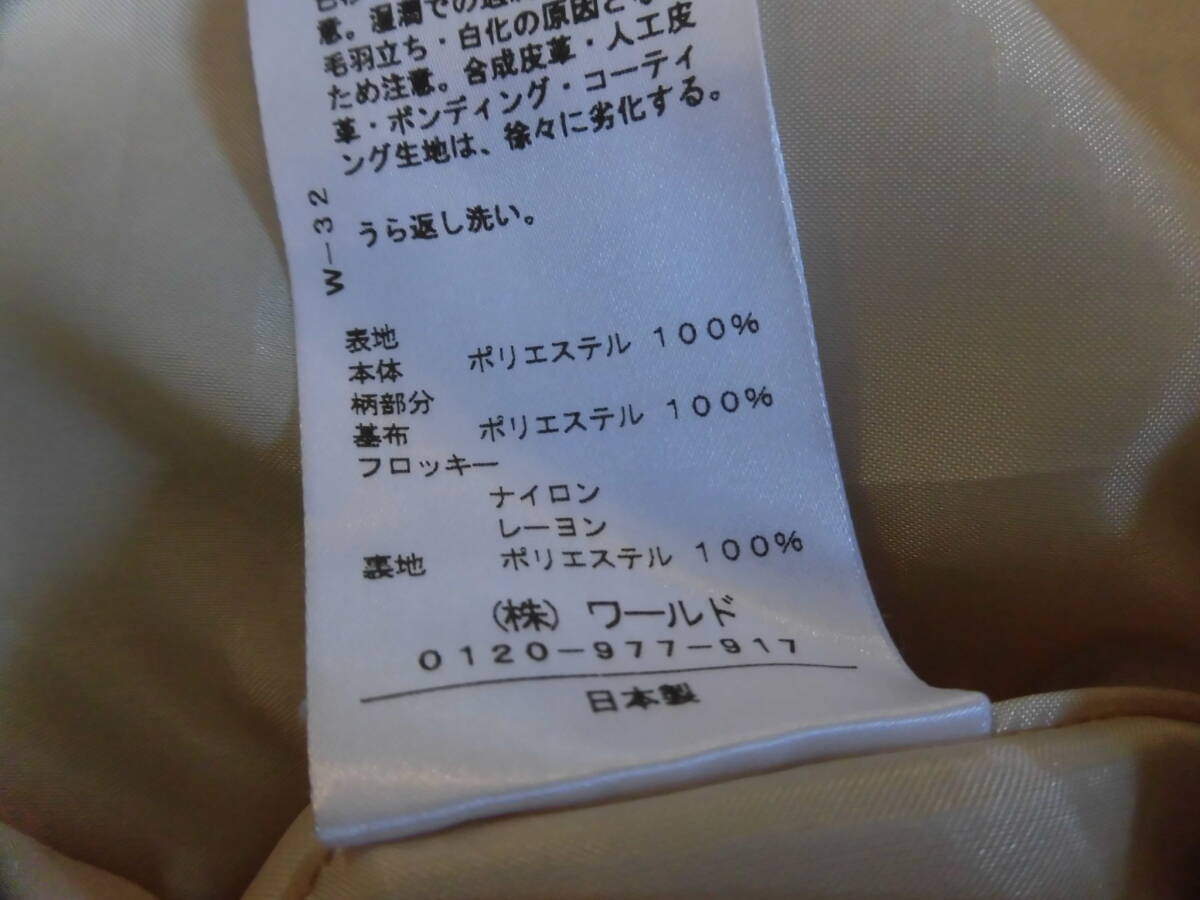 意。湿潤での
毛羽立ち・白化の原因と
ため注意。合成皮革・人工皮
革・ボンディング・コーティ
ング生地は、徐々に劣化する。
うら返し洗い。
W-32
表地
本体 ポリエステル 100%
柄部分
基布 ポリエステル 100%
フロッキー
ナイロン
レーヨン
裏地 ポリエステル 100%
(株) ワールド
0120-977-917
日本製